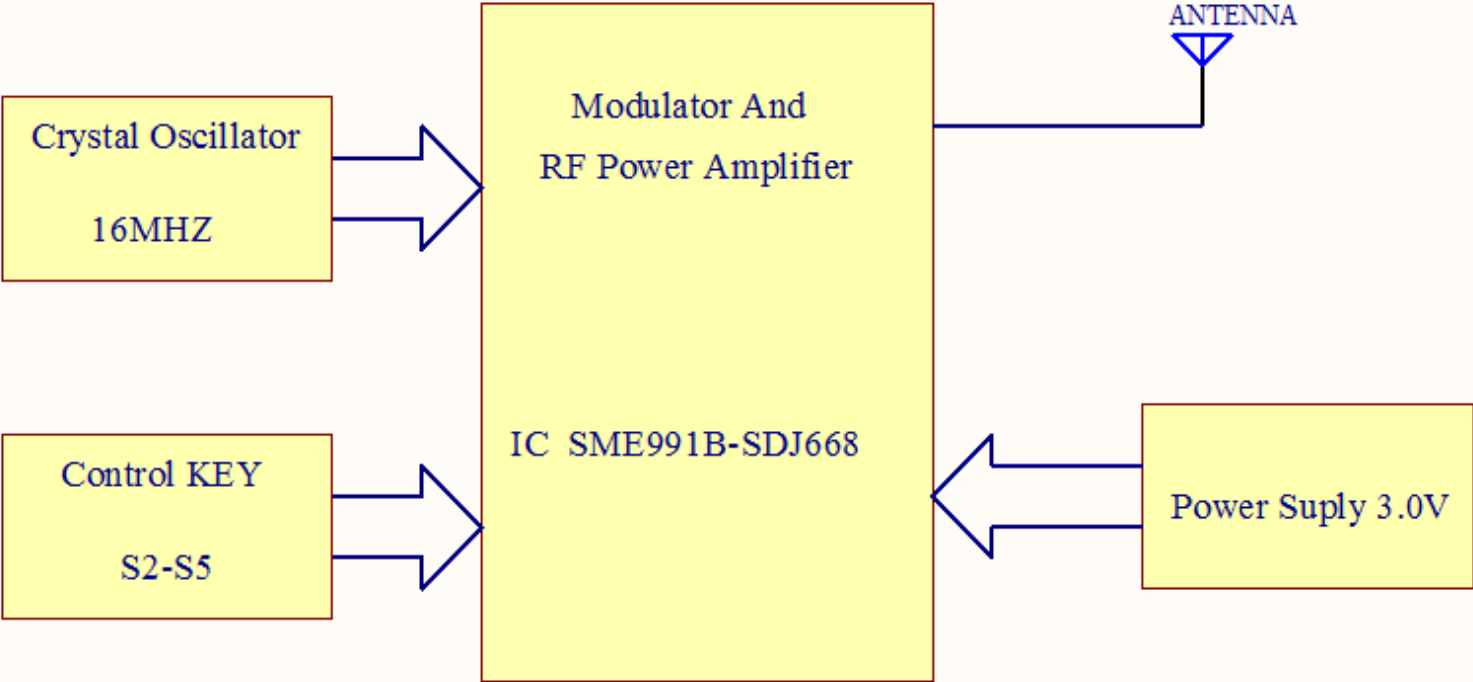 ANTENNA
Crystal Oscillator
16MHZ
Modulator And
RF Power Amplifier
IC SME991B-SDJ668
Control KEY
S2-S5
Power Suply 3.0V